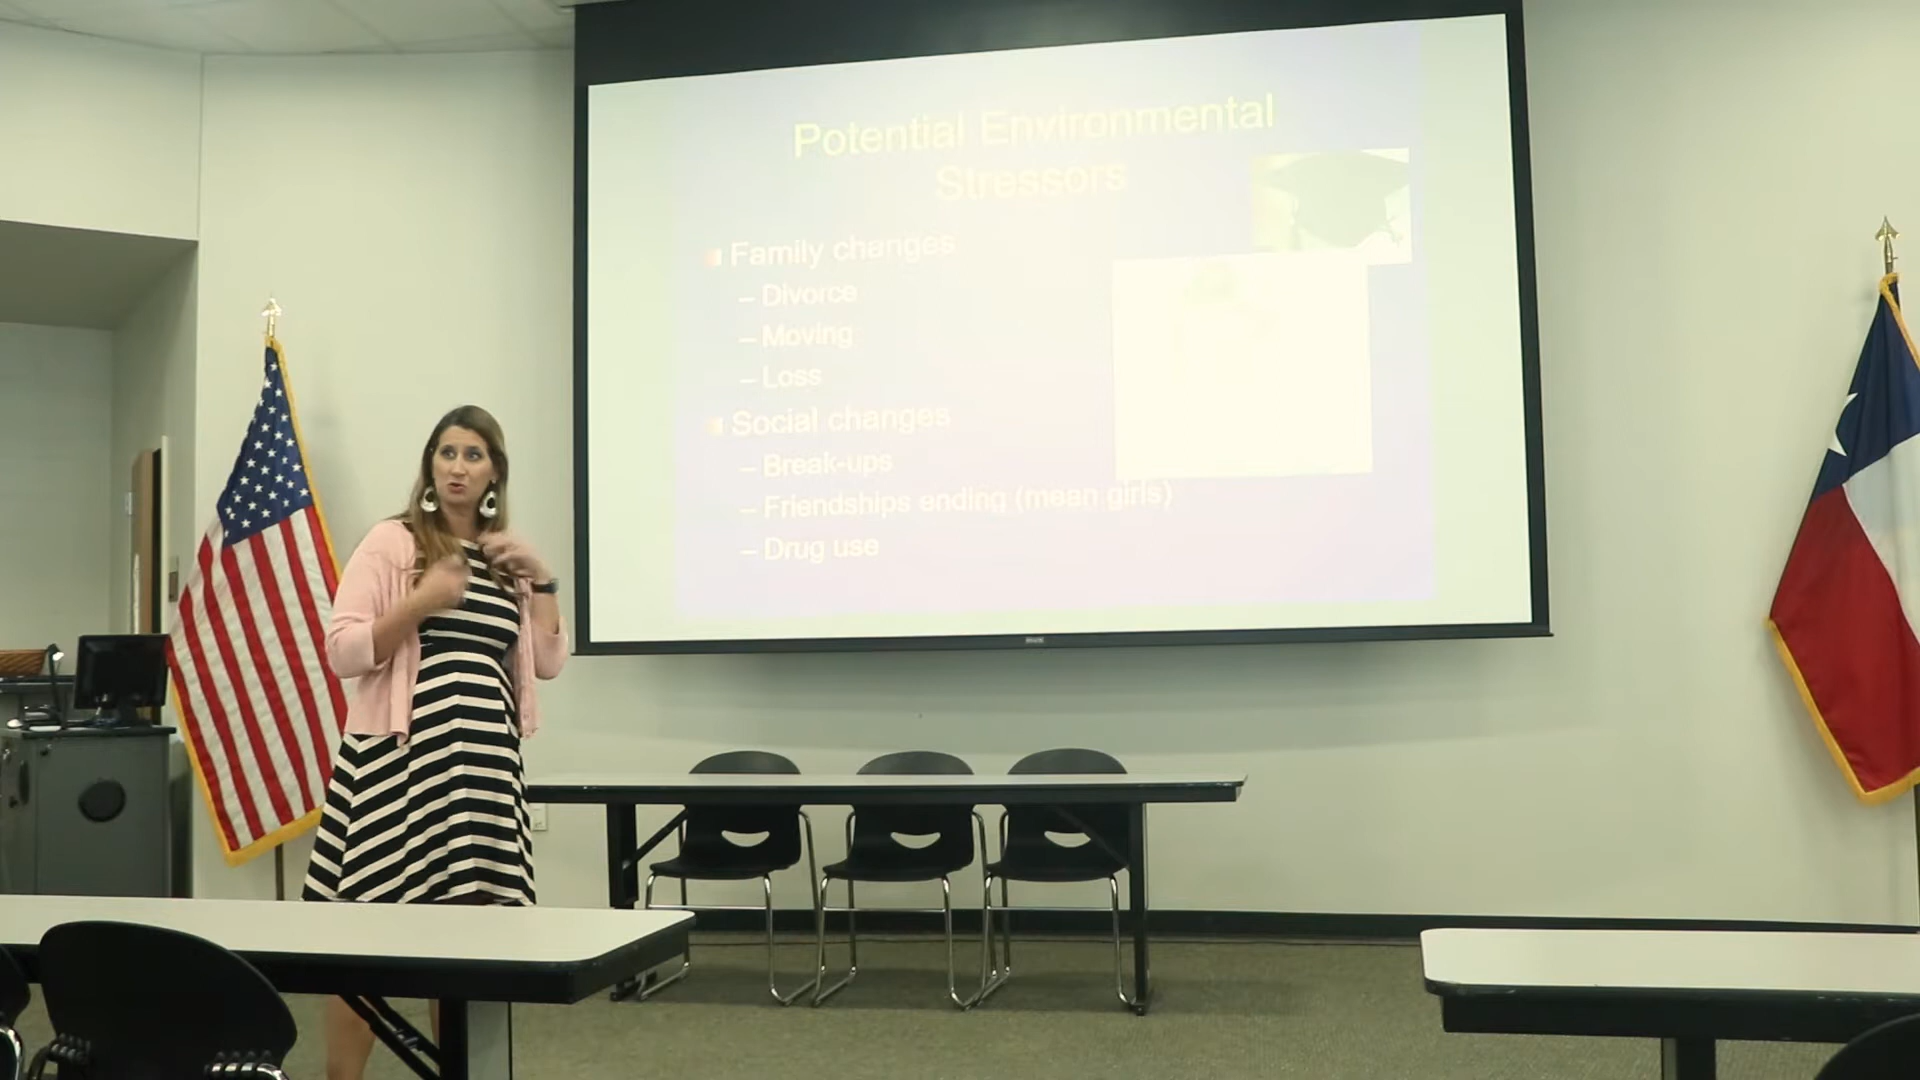 Potential Environmental
Stressors
Family changes
– Divorce
– Moving
– Loss
Social changes
– Break-ups
– Friendships ending (mean girls)
– Drug use